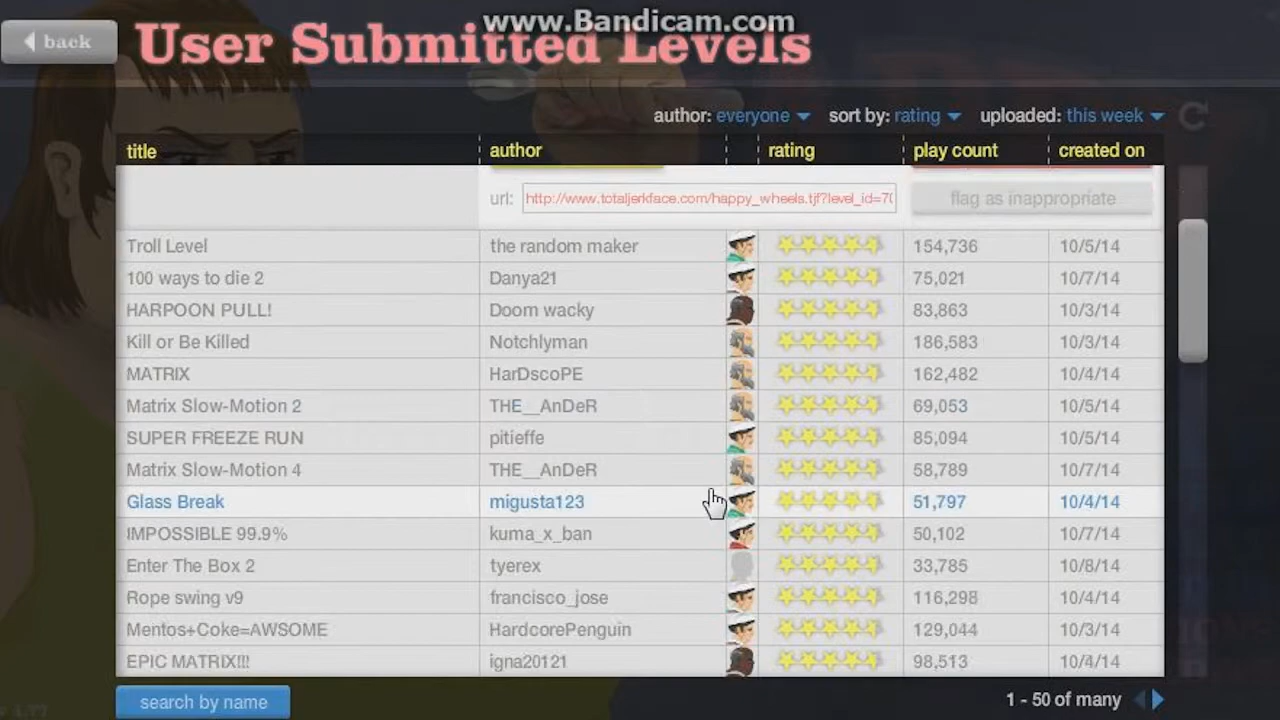 www.Bandicam.com
back
User Submitted Levels
author: everyone sort by: rating uploaded: this week
title author rating play count created on
url: http://www.totaljerkface.com/happy_wheels.tjf?level_id=7( flag as inappropriate
Troll Level the random maker 154,736 10/5/14
100 ways to die 2 Danya21 75,021 10/7/14
HARPOON PULL! Doom wacky 83,863 10/3/14
Kill or Be Killed Notchlyman 186,583 10/3/14
MATRIX HarDscoPE 162,482 10/4/14
Matrix Slow-Motion 2 THE__AnDeR 69,053 10/5/14
SUPER FREEZE RUN pitieffe 85,094 10/5/14
Matrix Slow-Motion 4 THE__AnDeR 58,789 10/7/14
Glass Break migusta123 51,797 10/4/14
IMPOSSIBLE 99.9% kuma_x_ban 50,102 10/7/14
Enter The Box 2 tyerex 33,785 10/8/14
Rope swing v9 francisco_jose 116,298 10/4/14
Mentos+Coke=AWSOME HardcorePenguin 129,044 10/3/14
EPIC MATRIX!!! igna20121 98,513 10/4/14
search by name 1 - 50 of many